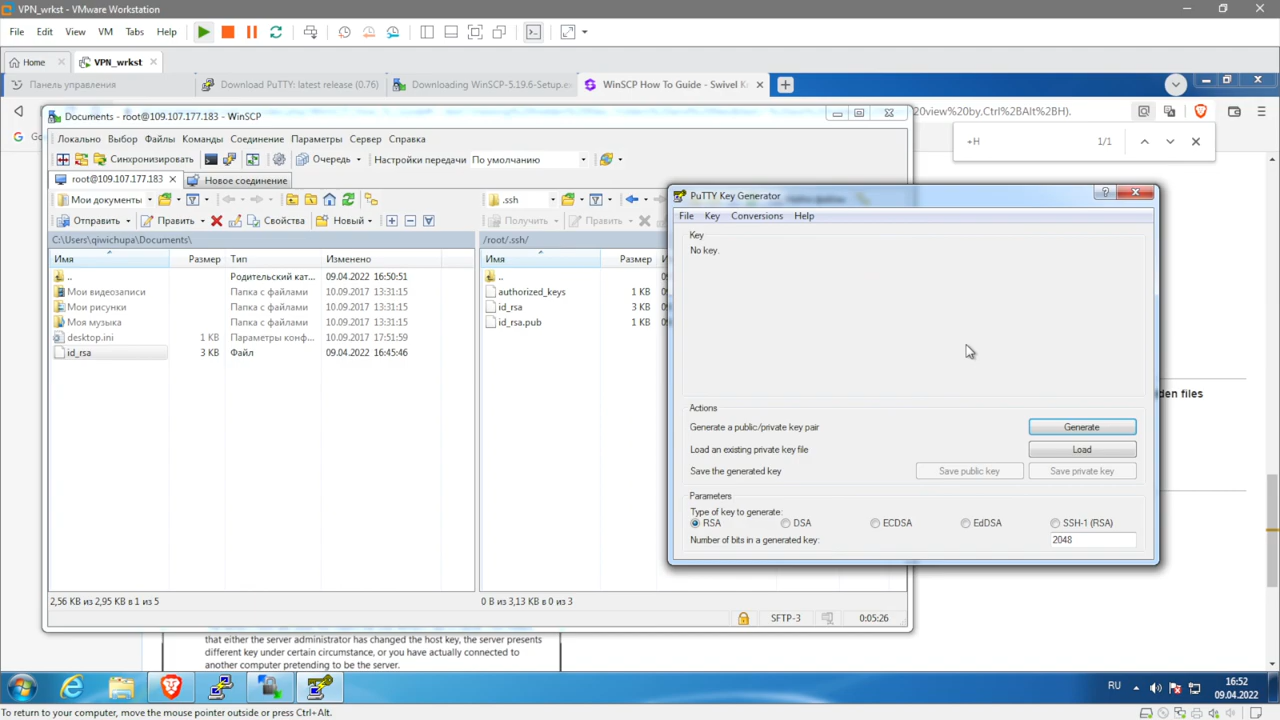 VPN_wrkst - VMware Workstation
File Edit View VM Tabs Help
Home VPN_wrkst
Панель управления Download PuTTY: latest release (0.76) Downloading WinSCP-5.19.6-Setup.ex WinSCP How To Guide - Swivel K
20view%20by.Ctrl%2BAlt%2BH).
+H 1/1
Documents - root@109.107.177.183 - WinSCP
Локально Выбор Файлы Команды Соединение Параметры Сервер Справка
Синхронизировать Очередь Настройки передачи По умолчанию
root@109.107.177.183 Новое соединение
Мои документы .ssh
Отправить Править Свойства Новый Получить Править
C:\Users\qiwichupa\Documents\ /root/.ssh/
Имя Размер Тип Изменено Имя Размер
.. Родительский кат... 09.04.2022 16:50:51 ..
Мои видеозаписи Папка с файлами 10.09.2017 13:31:15 authorized_keys 1 KB
Мои рисунки Папка с файлами 10.09.2017 13:31:15 id_rsa 3 KB
Моя музыка Папка с файлами 10.09.2017 13:31:15 id_rsa.pub 1 KB
desktop.ini 1 KB Параметры конф... 10.09.2017 17:51:59
id_rsa 3 KB Файл 09.04.2022 16:45:46
2,56 KB из 2,95 KB в 1 из 5 0 B из 3,13 KB в 0 из 3
SFTP-3 0:05:26
PuTTY Key Generator
File Key Conversions Help
Key
No key.
Actions
Generate a public/private key pair Generate
Load an existing private key file Load
Save the generated key Save public key Save private key
Parameters
Type of key to generate:
RSA DSA ECDSA EdDSA SSH-1 (RSA)
Number of bits in a generated key: 2048
den files
that either the server administrator has changed the host key, the server presents
different key under certain circumstance, or you have actually connected to
another computer pretending to be the server.
RU 16:52
09.04.2022
To return to your computer, move the mouse pointer outside or press Ctrl+Alt.